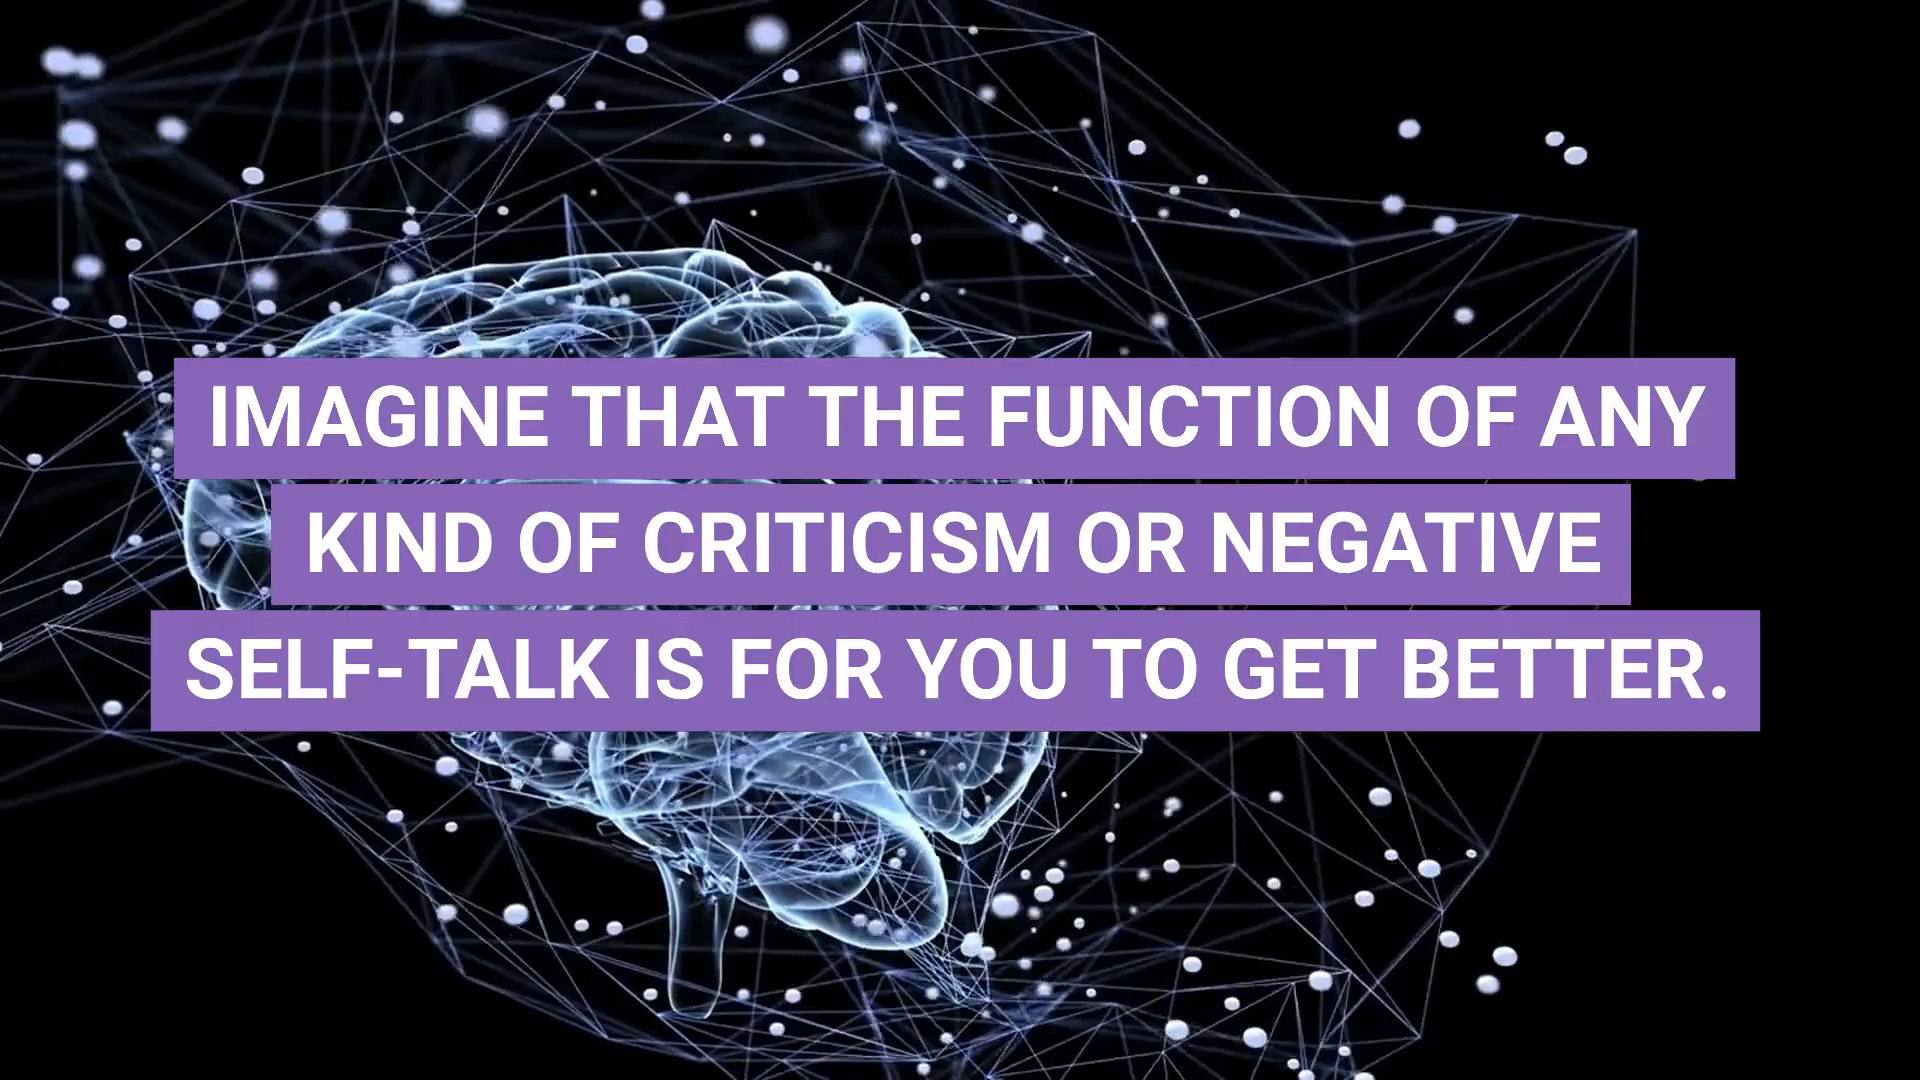 IMAGINE THAT THE FUNCTION OF ANY
KIND OF CRITICISM OR NEGATIVE
SELF-TALK IS FOR YOU TO GET BETTER.